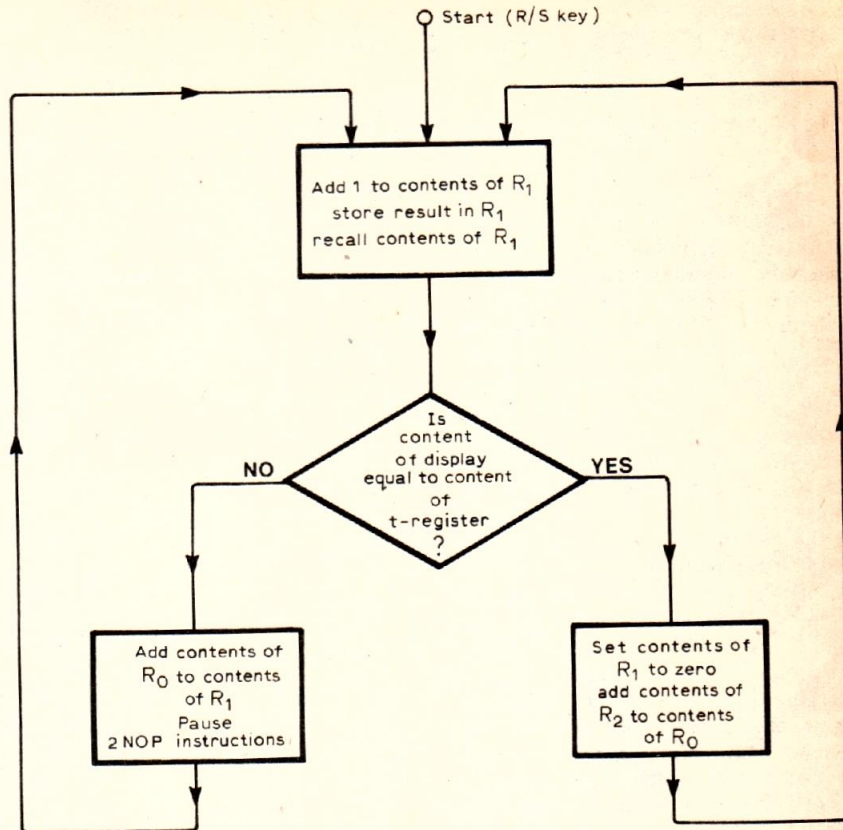 Start (R/S key)
Add 1 to contents of R1
store result in R1
recall contents of R1
Is
content
of display
equal to content
of
t-register
?
NO
YES
Add contents of
R0 to contents
of R1
Pause
2 NOP instructions
Set contents of
R1 to zero
add contents of
R2 to contents
of R0